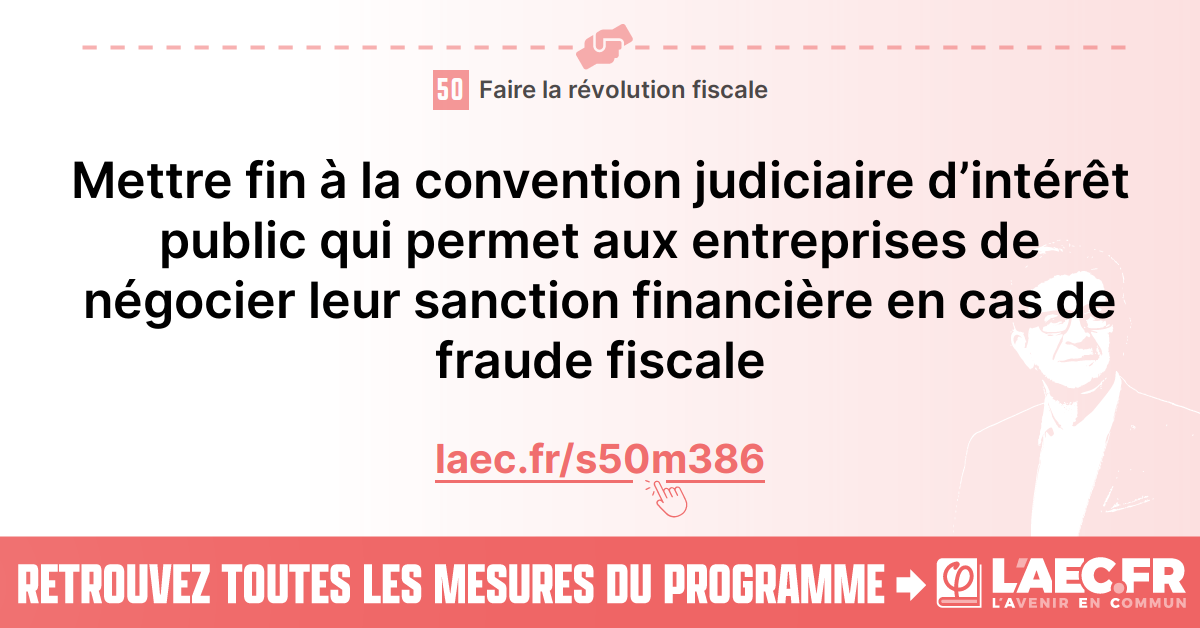 50 Faire la révolution fiscale
Mettre fin à la convention judiciaire d’intérêt
public qui permet aux entreprises de
négocier leur sanction financière en cas de
fraude fiscale
laec.fr/s50m386
RETROUVEZ TOUTES LES MESURES DU PROGRAMME
φ L'AEC.FR
L'AVENIR EN COMMUN